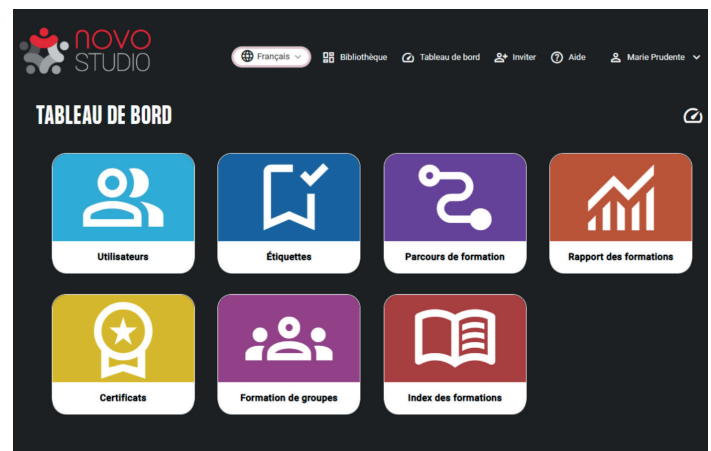 NOVO
STUDIO
Français
Bibliothèque
Tableau de bord
Inviter
Aide
Marie Prudente
TABLEAU DE BORD
Utilisateurs
Étiquettes
Parcours de formation
Rapport des formations
Certificats
Formation de groupes
Index des formations